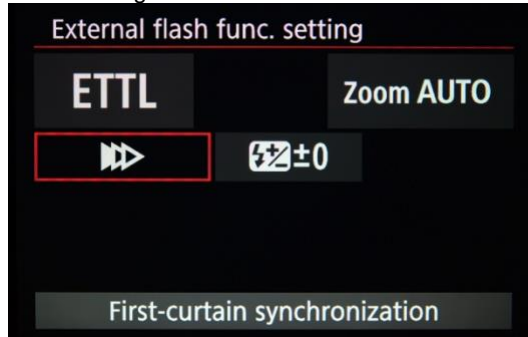 External flash func. setting
ETTL
Zoom AUTO
±0
First-curtain synchronization